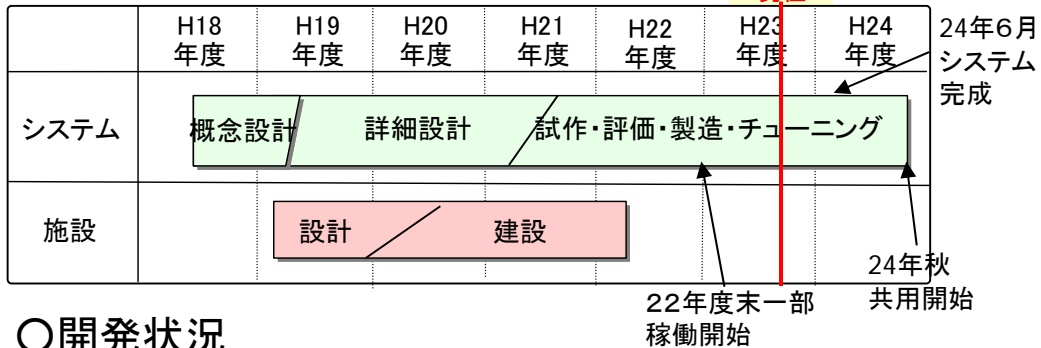 H18
年度
H19
年度
H20
年度
H21
年度
H22
年度
H23
年度
H24
年度
24年6月
システム
完成
システム
概念設計
詳細設計
試作・評価・製造・チューニング
施設
設計
建設
22年度末一部
稼働開始
24年秋
共用開始
○開発状況